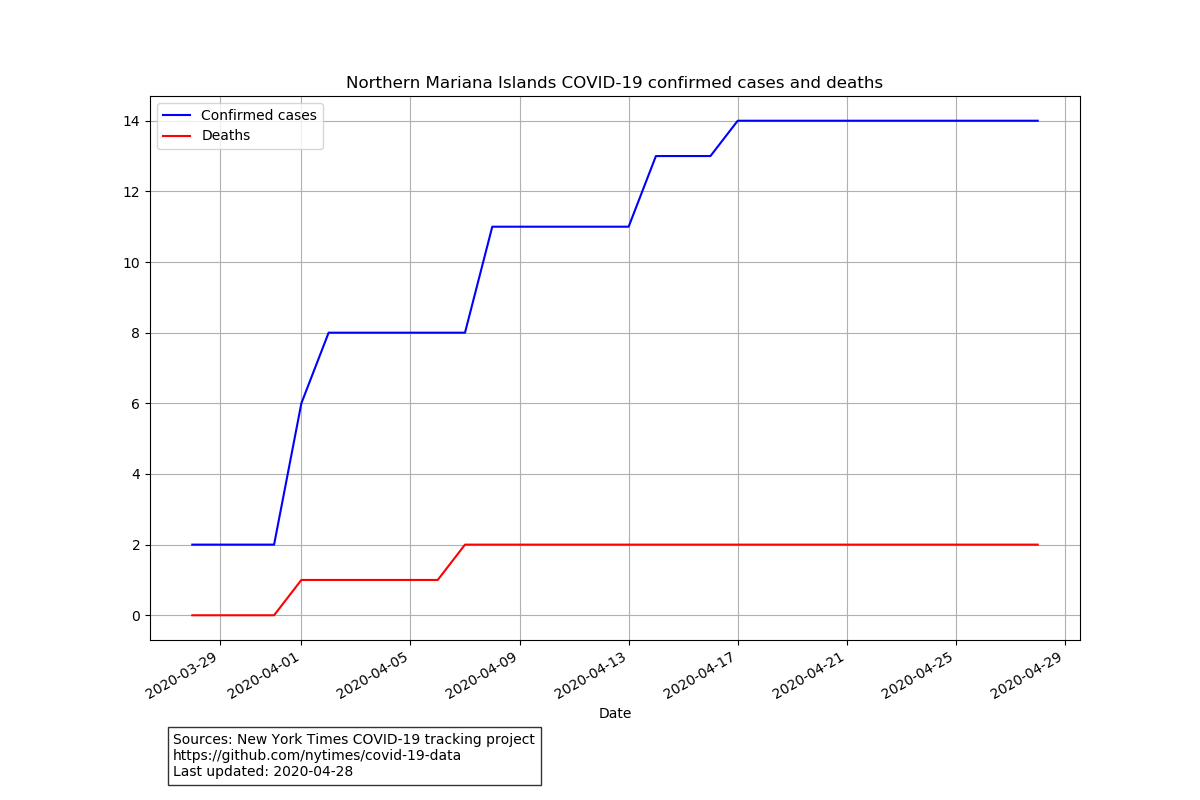 Northern Mariana Islands COVID-19 confirmed cases and deaths
Confirmed cases
Deaths
14
12
10
8
6
4
2
0
2020-03-29
2020-04-01
2020-04-05
2020-04-09
2020-04-13
2020-04-17
2020-04-21
2020-04-25
2020-04-29
Date
Sources: New York Times COVID-19 tracking project
https://github.com/nytimes/covid-19-data
Last updated: 2020-04-28